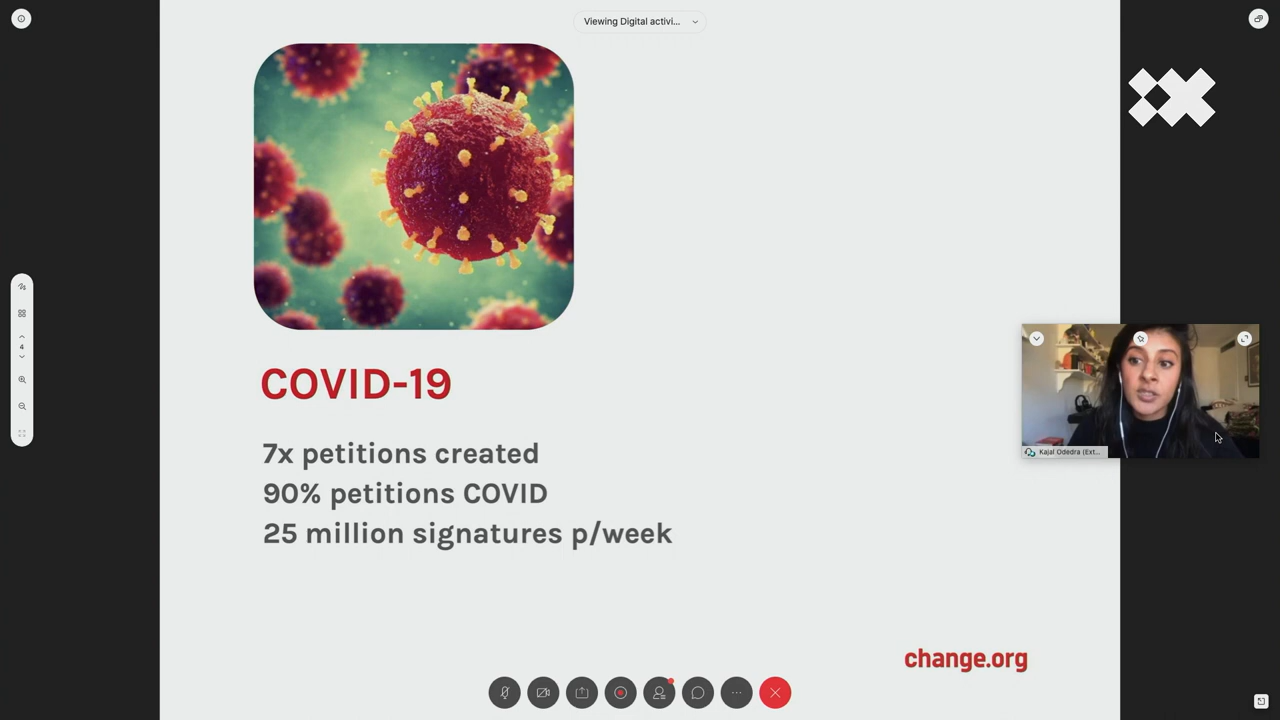 Viewing Digital activi...
COVID-19
7x petitions created
90% petitions COVID
25 million signatures p/week
4
Kajal Odedra (Ext...
change.org